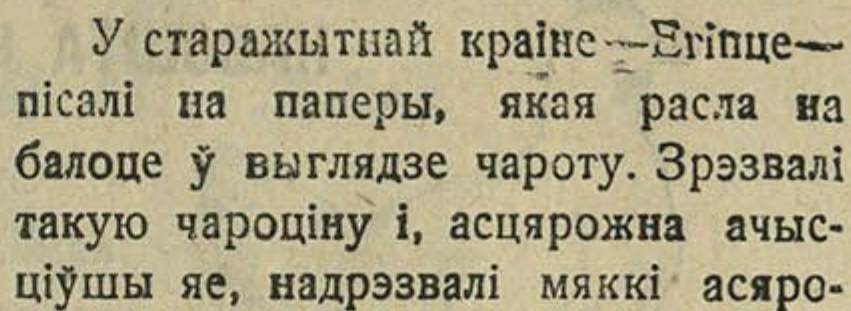 У старажытнай краіне—Егіпце—
пісалі на паперы, якая расла на
балоце ў выглядзе чароту. Зрэзвалі
такую чароціну і, асцярожна ачыс-
ціўшы яе, надрэзвалі мяккі асяро-